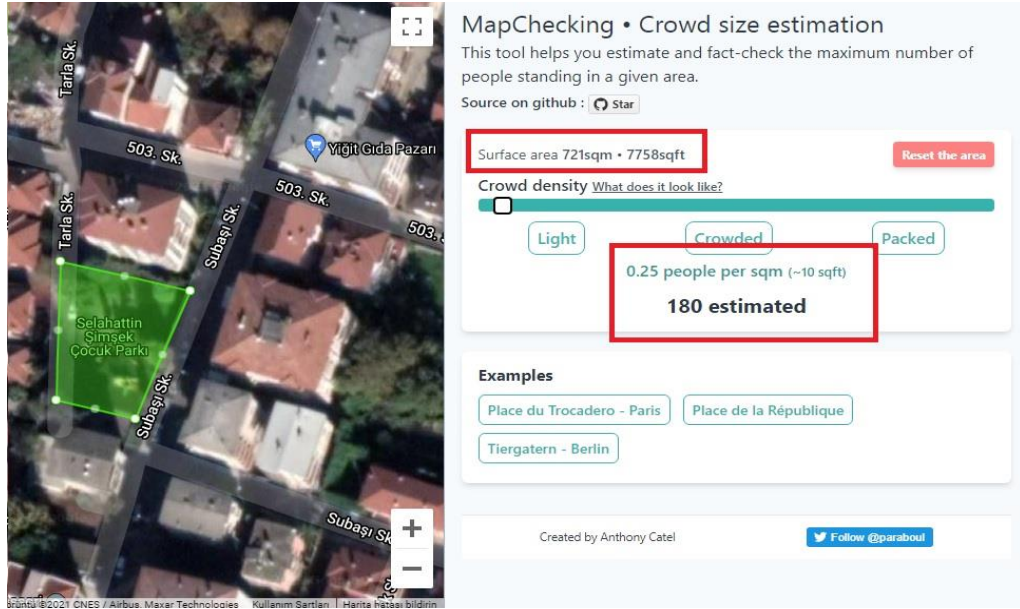 Tarla Sk.
503. Sk.
Yiğit Gıda Pazarı
503. Sk.
503.
Tarla Sk.
Subaşı Sk.
Selahattin
Şimşek
Çocuk Parkı
Subaşı Sk.
Subaşı Sk
©2021 CNES / Airbus, Maxar Technologies Kullanım Şartları Harita hatası bildirin
MapChecking • Crowd size estimation
This tool helps you estimate and fact-check the maximum number of
people standing in a given area.
Source on github : Star
Surface area 721sqm • 7758sqft
Reset the area
Crowd density What does it look like?
Light Crowded Packed
0.25 people per sqm (~10 sqft)
180 estimated
Examples
Place du Trocadero - Paris Place de la République
Tiergatern - Berlin
Created by Anthony Catel Follow @paraboul